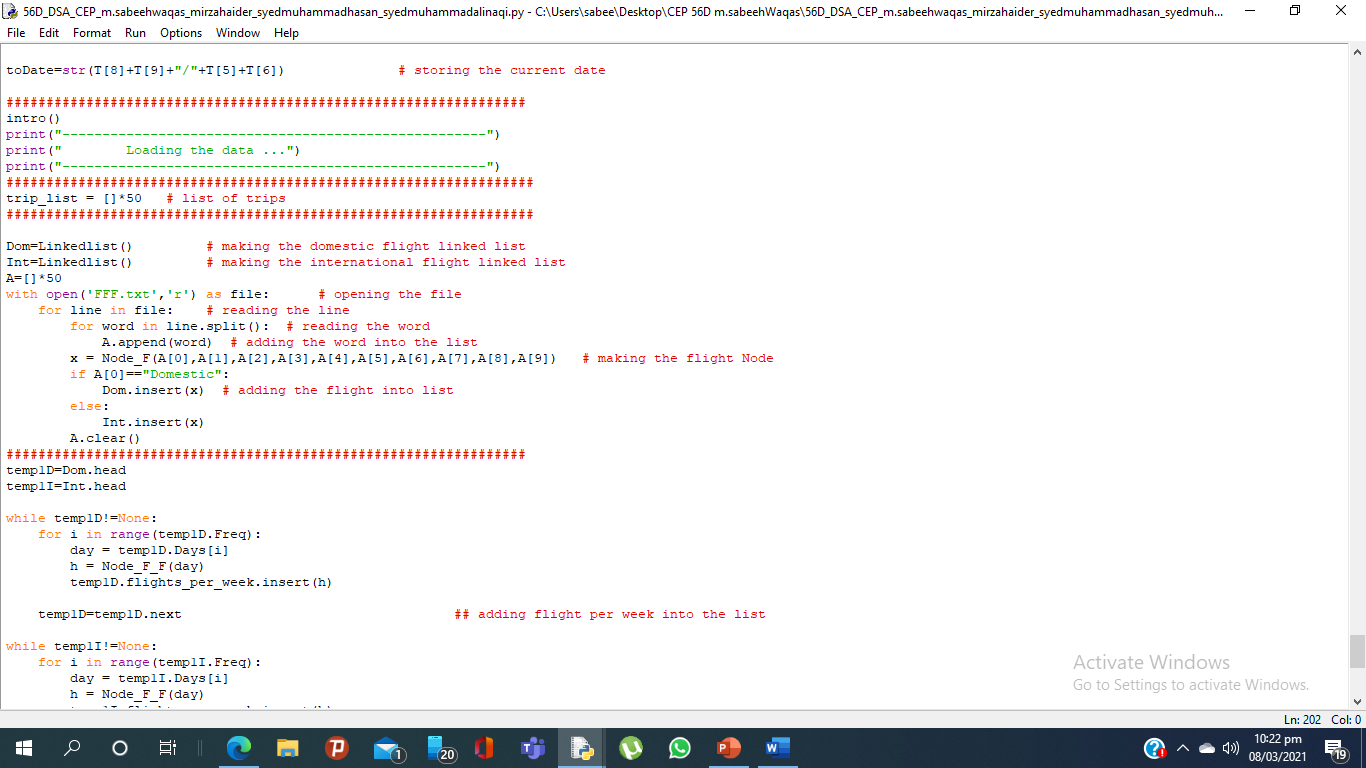 56D_DSA_CEP_m.sabeehwaqas_mirzahaider_syedmuhammadhasan_syedmuhammadalinaqi.py - C:\Users\sabee\Desktop\CEP 56D m.sabeehWaqas\56D_DSA_CEP_m.sabeehwaqas_mirzahaider_syedmuhammadhasan_syedmuh...
File Edit Format Run Options Window Help
toDate=str(T[8]+T[9]+"/"+T[5]+T[6]) # storing the current date
#################################################################
intro()
print("-----------------------------------------------------")
print("        Loading the data ...")
print("-----------------------------------------------------")
##################################################################
trip_list = []*50   # list of trips
##################################################################
Dom=Linkedlist()         # making the domestic flight linked list
Int=Linkedlist()         # making the international flight linked list
A=[]*50
with open('FFF.txt','r') as file:      # opening the file
    for line in file:    # reading the line
        for word in line.split():  # reading the word
            A.append(word)  # adding the word into the list
        x = Node_F(A[0],A[1],A[2],A[3],A[4],A[5],A[6],A[7],A[8],A[9])   # making the flight Node
        if A[0]=="Domestic":
            Dom.insert(x)  # adding the flight into list
        else:
            Int.insert(x)
        A.clear()
#################################################################
temp1D=Dom.head
temp1I=Int.head
while temp1D!=None:
    for i in range(temp1D.Freq):
        day = temp1D.Days[i]
        h = Node_F_F(day)
        temp1D.flights_per_week.insert(h)
    temp1D=temp1D.next                                  ## adding flight per week into the list
while temp1I!=None:
    for i in range(temp1I.Freq):
        day = temp1I.Days[i]
        h = Node_F_F(day)
Activate Windows
Go to Settings to activate Windows.
Ln: 202 Col: 0
1
20
10:22 pm
08/03/2021
19